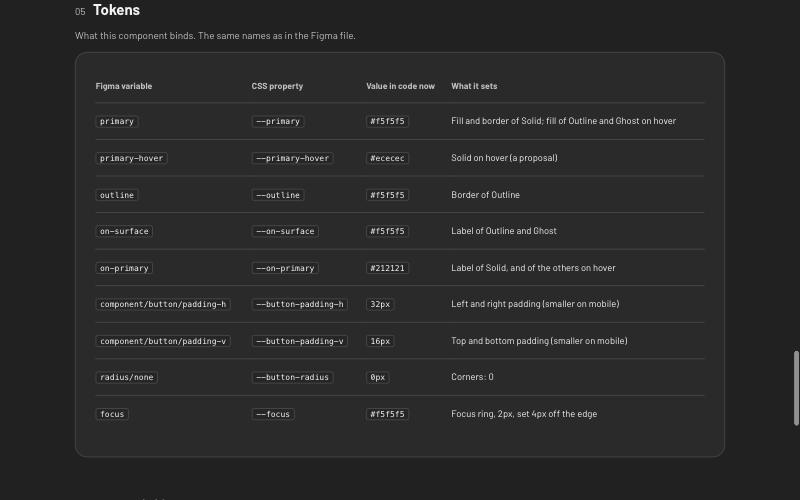 05 Tokens
What this component binds. The same names as in the Figma file.
Figma variable CSS property Value in code now What it sets
primary --primary #f5f5f5 Fill and border of Solid; fill of Outline and Ghost on hover
primary-hover --primary-hover #ececec Solid on hover (a proposal)
outline --outline #f5f5f5 Border of Outline
on-surface --on-surface #f5f5f5 Label of Outline and Ghost
on-primary --on-primary #212121 Label of Solid, and of the others on hover
component/button/padding-h --button-padding-h 32px Left and right padding (smaller on mobile)
component/button/padding-v --button-padding-v 16px Top and bottom padding (smaller on mobile)
radius/none --button-radius 0px Corners: 0
focus --focus #f5f5f5 Focus ring, 2px, set 4px off the edge